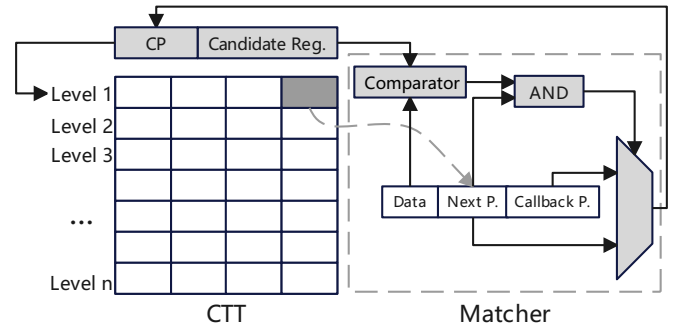 CP Candidate Reg.
Level 1
Level 2
Level 3
...
Level n
CTT
Comparator
AND
Data Next P. Callback P.
Matcher